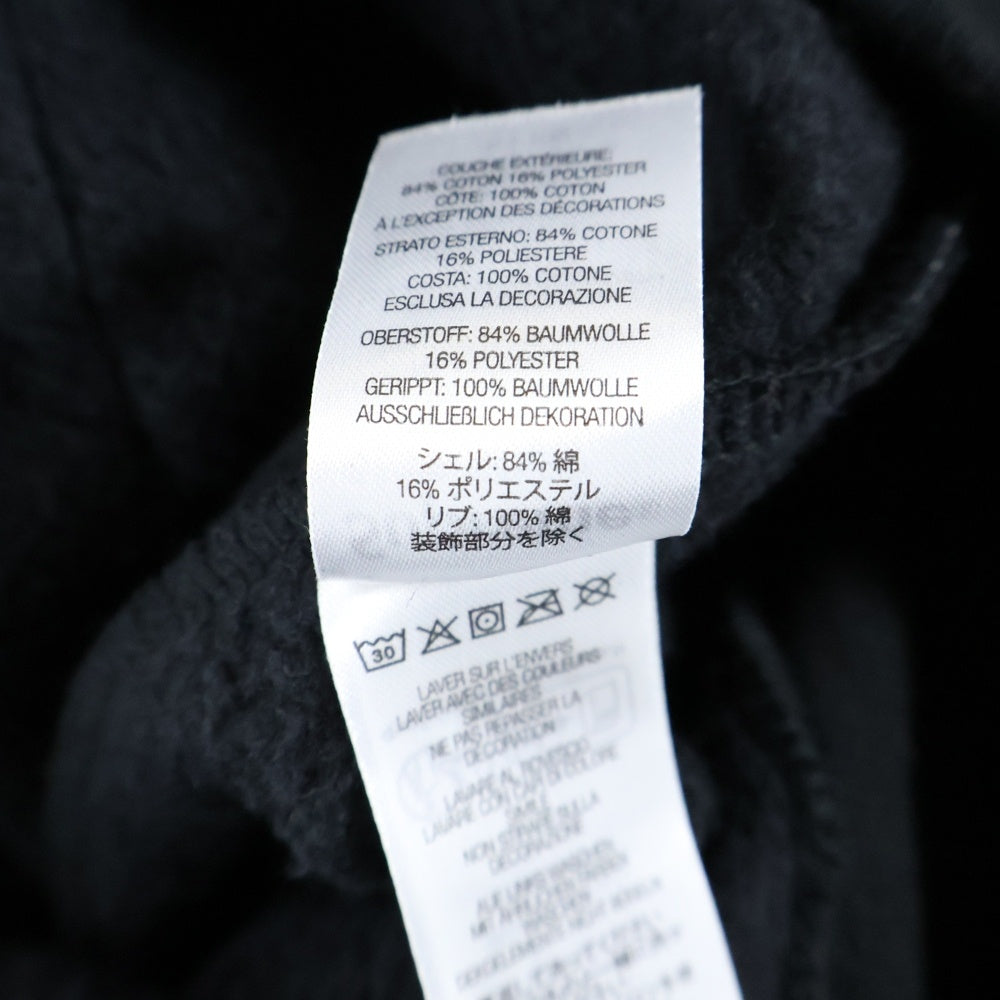 COUCHE EXTÉRIEURE:
84% COTON 16% POLYESTER
CÔTE: 100% COTON
À L'EXCEPTION DES DÉCORATIONS
STRATO ESTERNO: 84% COTONE
16% POLIESTERE
COSTA: 100% COTONE
ESCLUSA LA DECORAZIONE
OBERSTOFF: 84% BAUMWOLLE
16% POLYESTER
GERIPPT: 100% BAUMWOLLE
AUSSCHLIEßLICH DEKORATION
シェル: 84% 綿
16% ポリエステル
リブ: 100% 綿
装飾部分を除く
30
LAVER SUR L'ENVERS
LAVER AVEC DES COULEURS
SIMILAIRES
NE PAS REPASSER LA
DÉCORATION
LAVARE AL ROVESCIO
LAVARE CON CAPI DI COLORE
SIMILE
NON STIRARE SULLA
DECORAZIONE